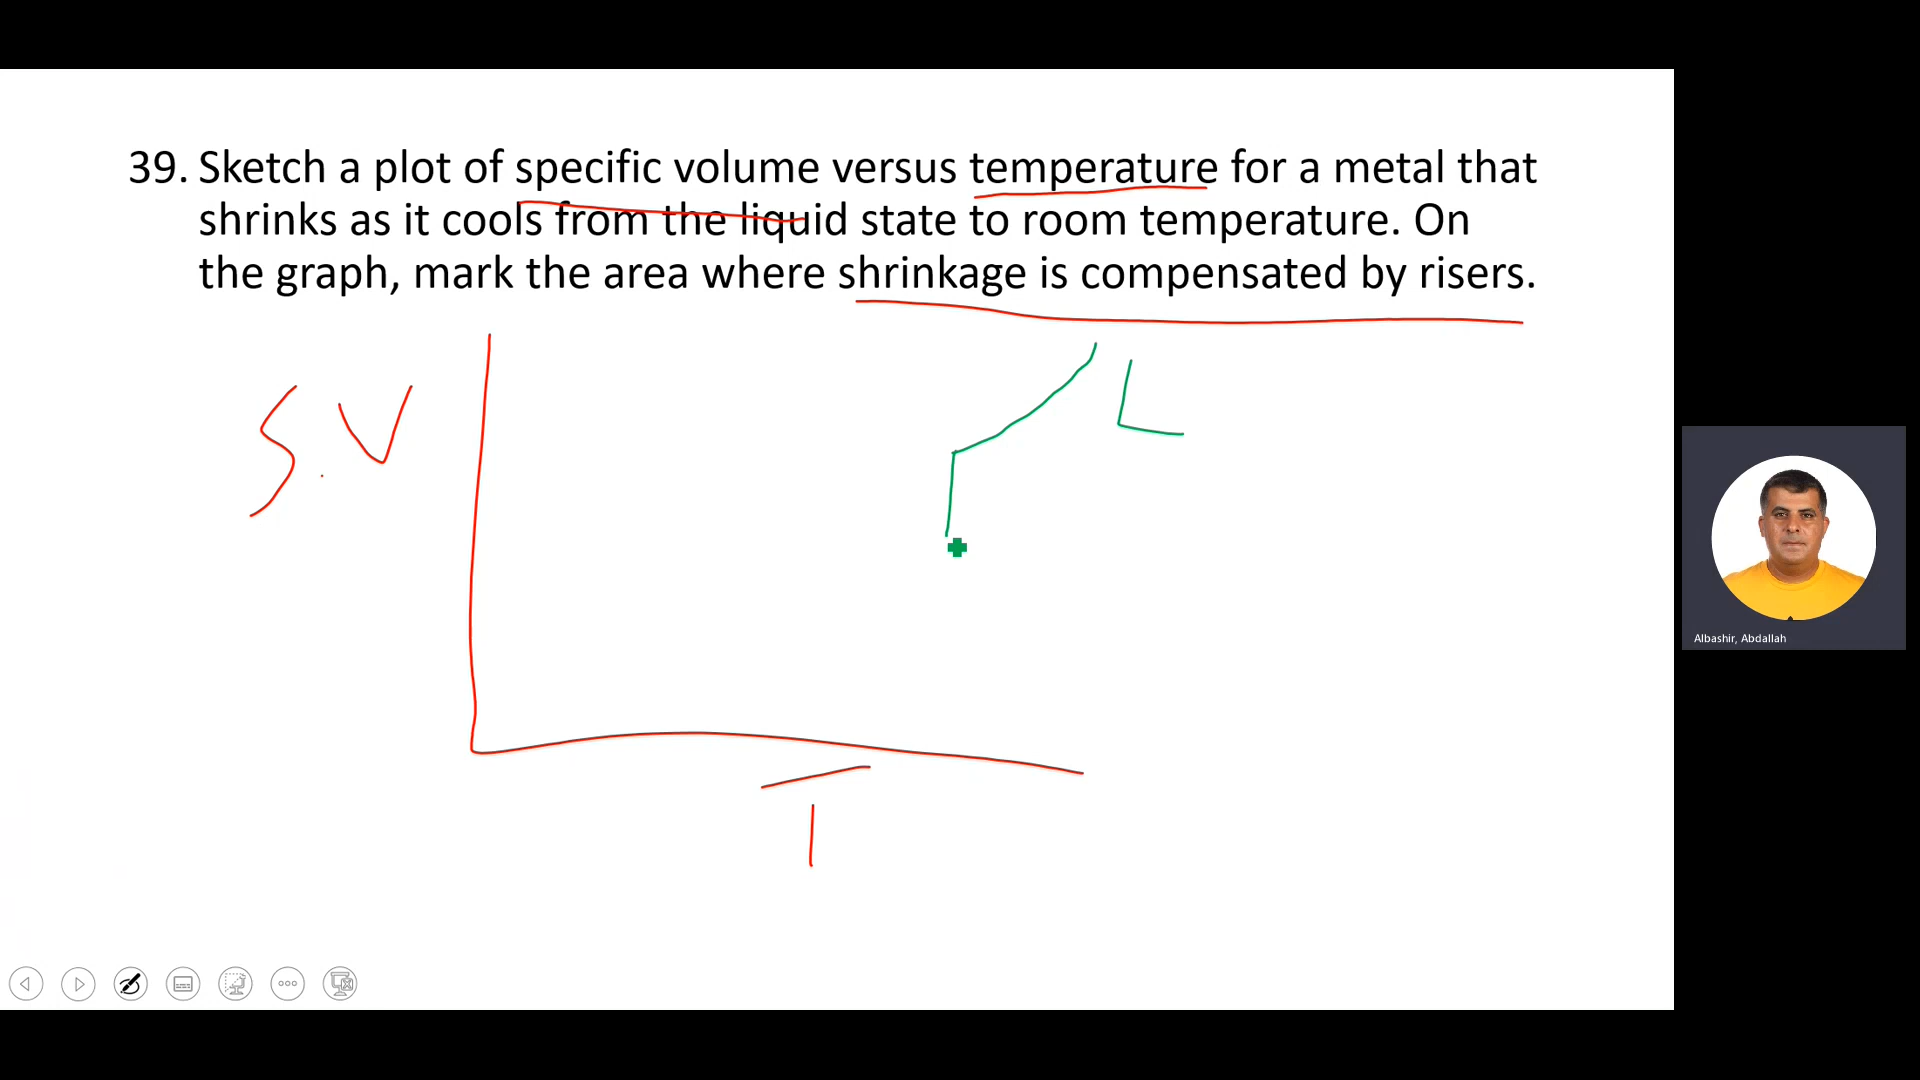 39. Sketch a plot of specific volume versus temperature for a metal that
shrinks as it cools from the liquid state to room temperature. On
the graph, mark the area where shrinkage is compensated by risers.
S.V
L
T
Albashir, Abdallah